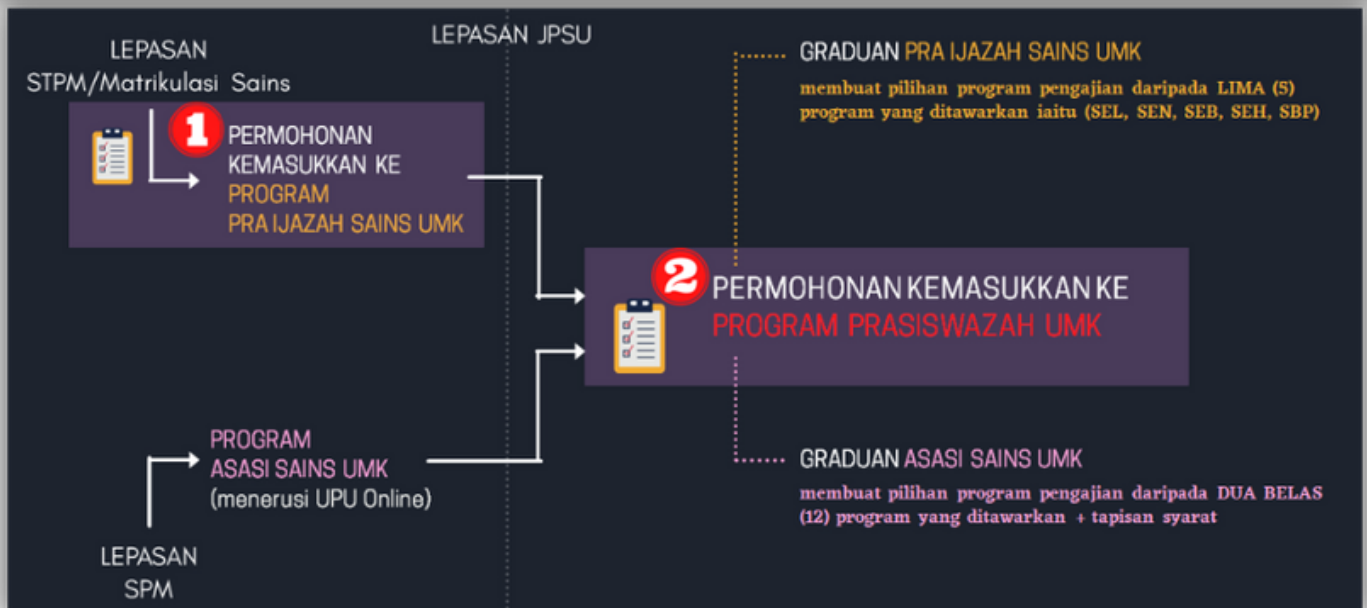 LEPASAN
STPM/Matrikulasi Sains
1
PERMOHONAN
KEMASUKKAN KE
PROGRAM
PRA IJAZAH SAINS UMK
LEPASAN JPSU
GRADUAN PRA IJAZAH SAINS UMK
membuat pilihan program pengajian daripada LIMA (5)
program yang ditawarkan iaitu (SEL, SEN, SEB, SEH, SBP)
2
PERMOHONAN KEMASUKKAN KE
PROGRAM PRASISWAZAH UMK
PROGRAM
ASASI SAINS UMK
(menerusi UPU Online)
LEPASAN
SPM
GRADUAN ASASI SAINS UMK
membuat pilihan program pengajian daripada DUA BELAS
(12) program yang ditawarkan + tapisan syarat